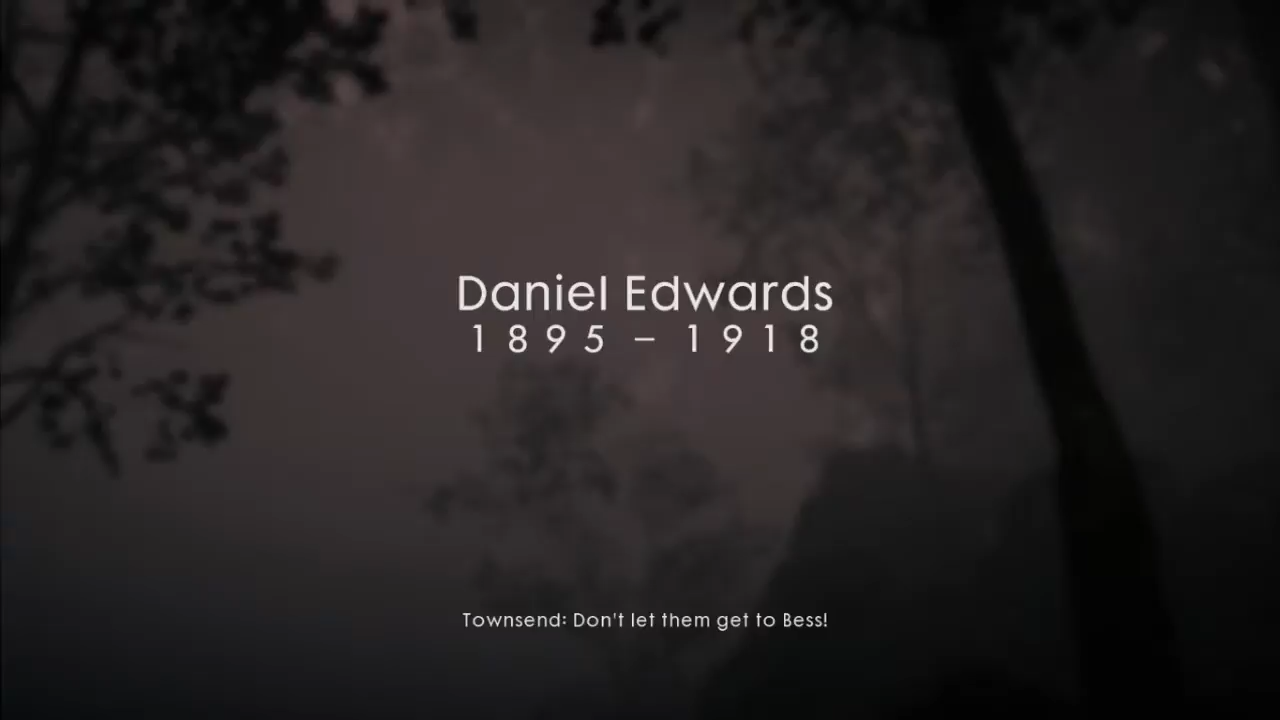 Daniel Edwards
1895 – 1918
Townsend: Don't let them get to Bess!